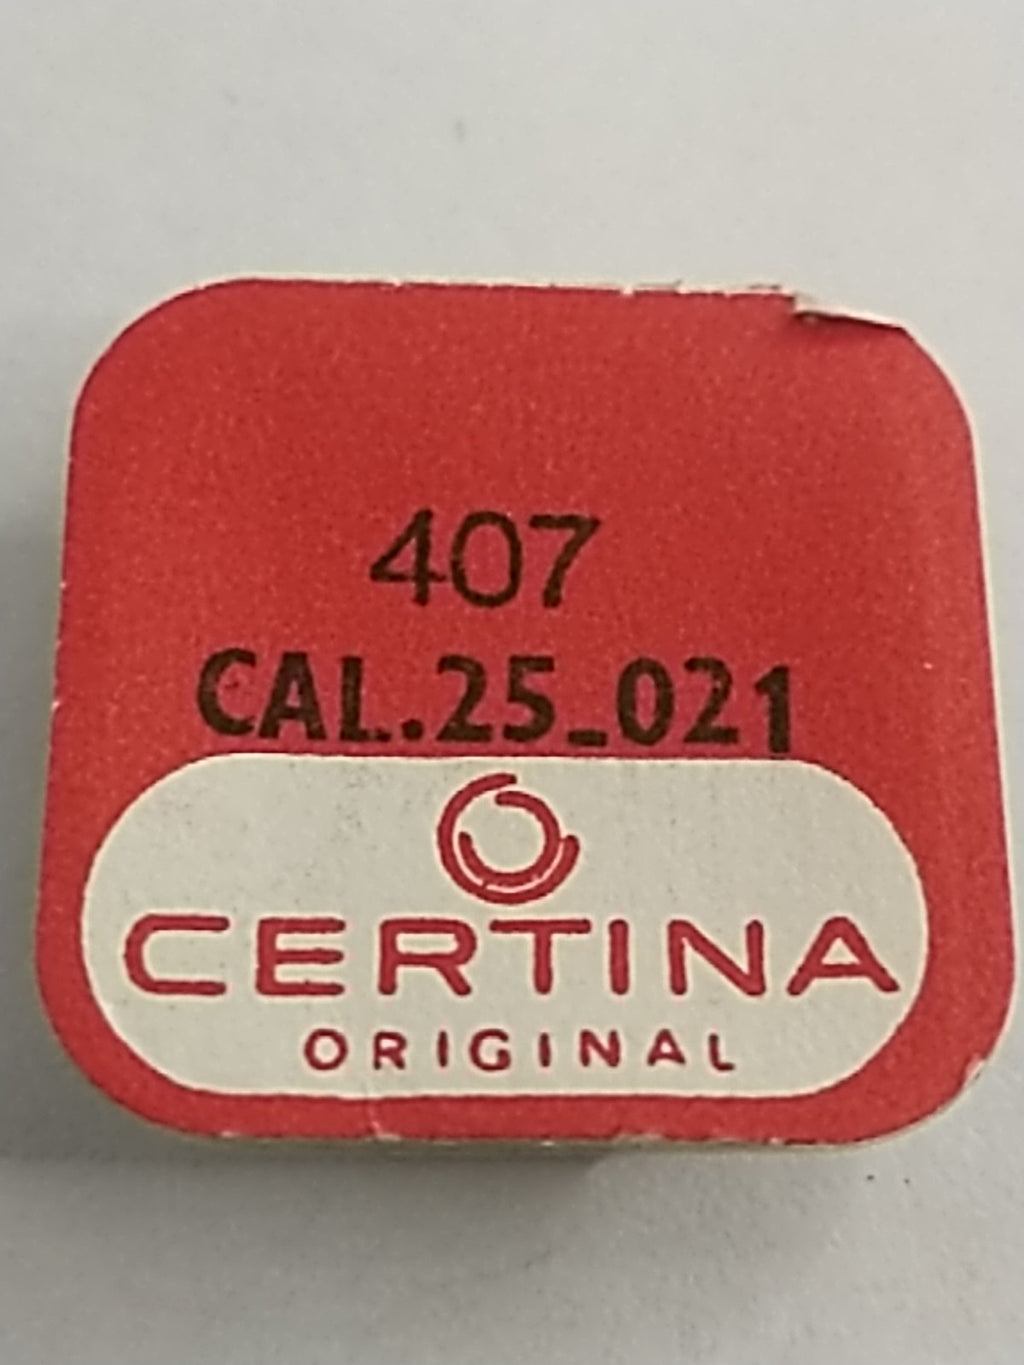 407
CAL.25_021
CERTINA
ORIGINAL